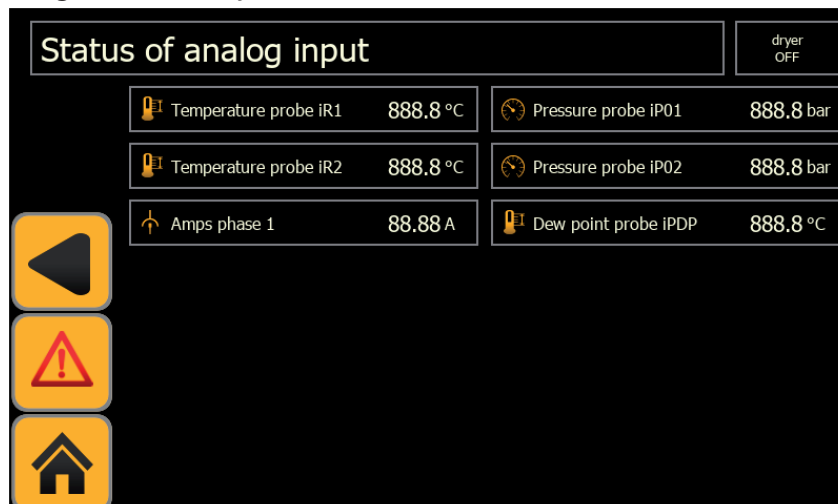 Status of analog input
dryer
OFF
Temperature probe iR1 888.8 °C
Pressure probe iP01 888.8 bar
Temperature probe iR2 888.8 °C
Pressure probe iP02 888.8 bar
Amps phase 1 88.88 A
Dew point probe iPDP 888.8 °C